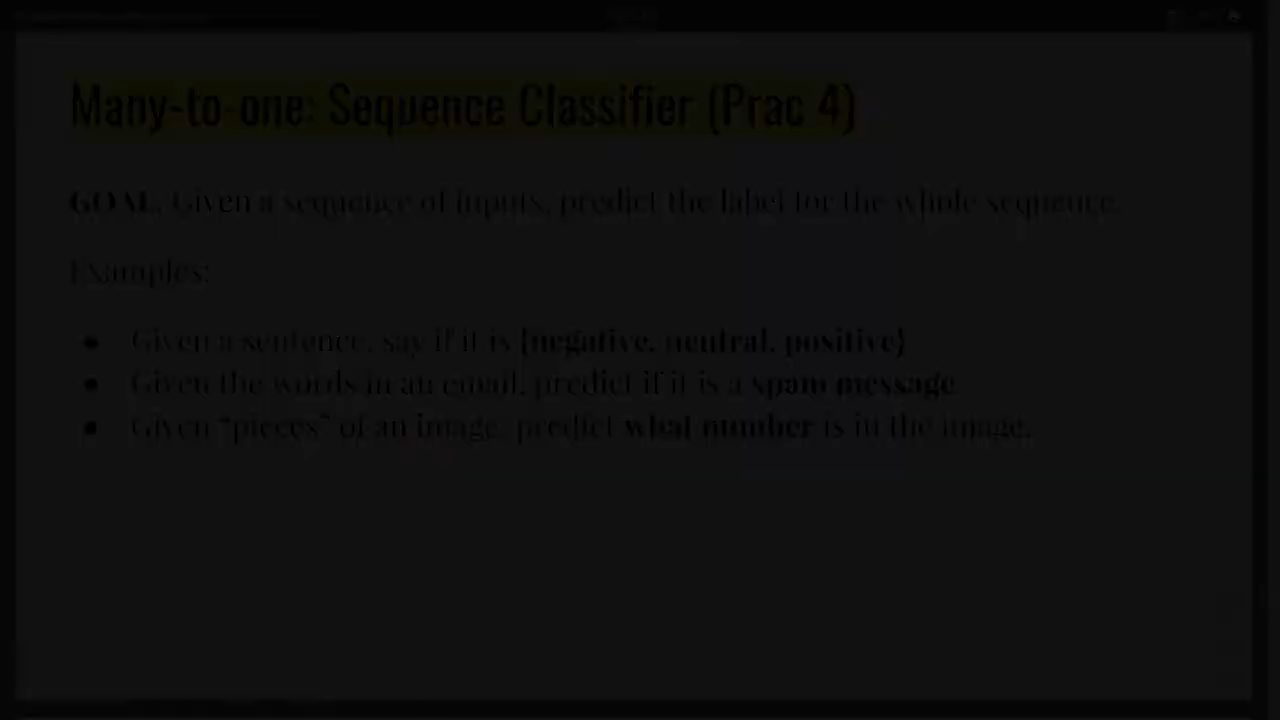 Many-to-one: Sequence Classifier (Prac 4)
GOAL. Given a sequence of inputs, predict the label for the whole sequence.
Examples:
● Given a sentence, say if it is {negative, neutral, positive}
● Given the words in an email, predict if it is a spam message
● Given “pieces” of an image, predict what number is in the image.